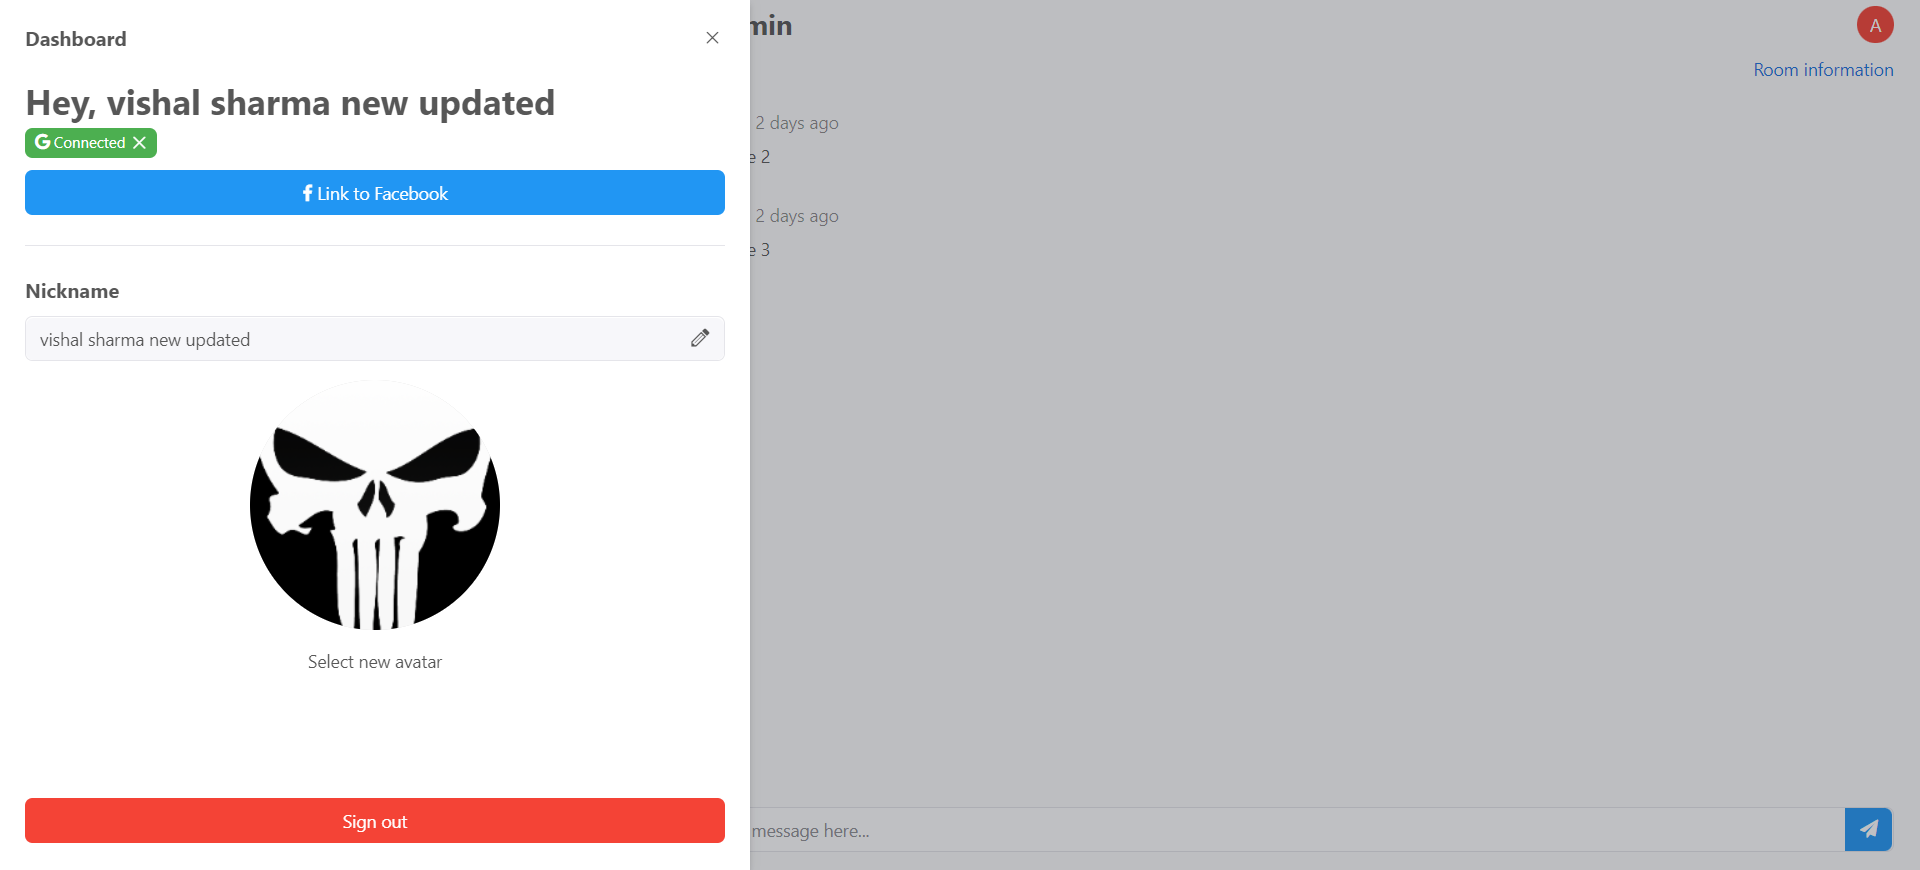 Dashboard
Hey, vishal sharma new updated
Connected
Link to Facebook
Nickname
vishal sharma new updated
Select new avatar
Sign out
min
A
Room information
2 days ago
e 2
2 days ago
e 3
message here...